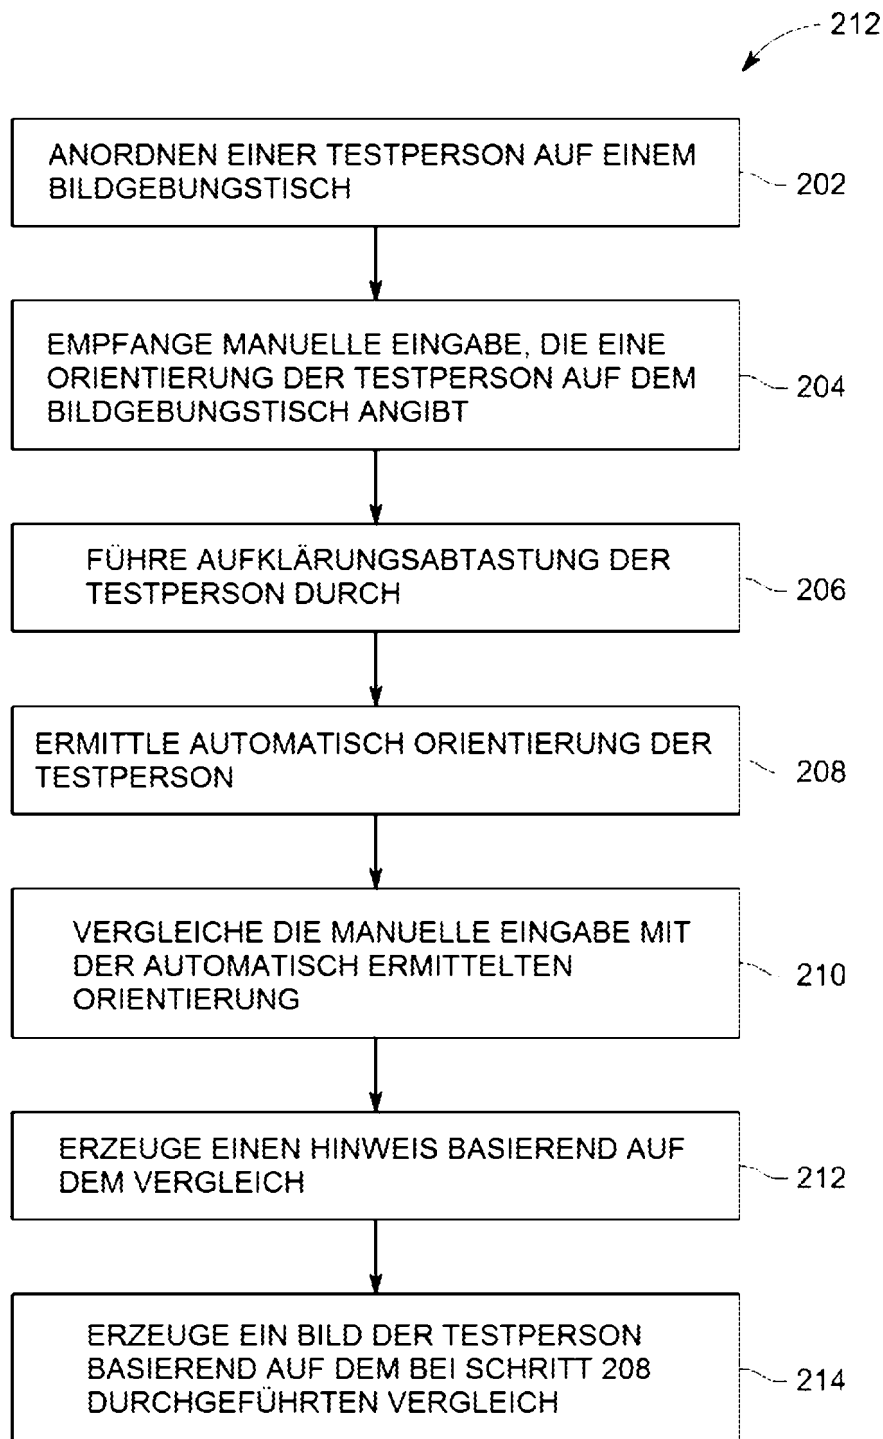 212
ANORDNEN EINER TESTPERSON AUF EINEM
BILDGEBUNGSTISCH
202
EMPFANGE MANUELLE EINGABE, DIE EINE
ORIENTIERUNG DER TESTPERSON AUF DEM
BILDGEBUNGSTISCH ANGIBT
204
FÜHRE AUFKLÄRUNGSABTASTUNG DER
TESTPERSON DURCH
206
ERMITTLE AUTOMATISCH ORIENTIERUNG DER
TESTPERSON
208
VERGLEICHE DIE MANUELLE EINGABE MIT
DER AUTOMATISCH ERMITTELTEN
ORIENTIERUNG
210
ERZEUGE EINEN HINWEIS BASIEREND AUF
DEM VERGLEICH
212
ERZEUGE EIN BILD DER TESTPERSON
BASIEREND AUF DEM BEI SCHRITT 208
DURCHGEFÜHRTEN VERGLEICH
214